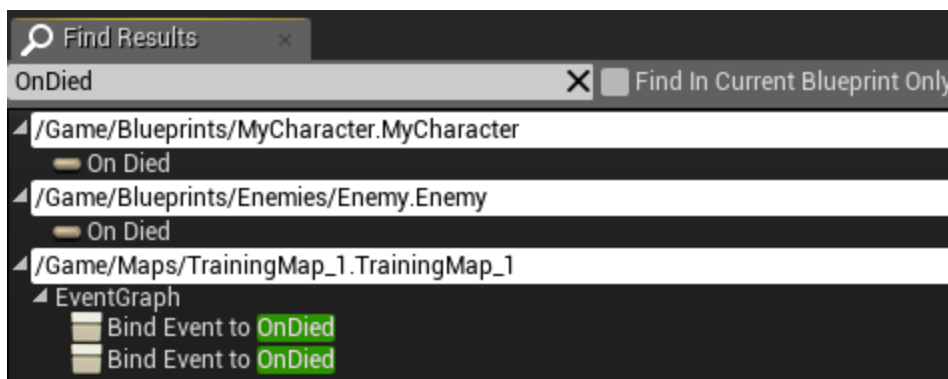 Find Results
OnDied
Find In Current Blueprint Only
/Game/Blueprints/MyCharacter.MyCharacter
On Died
/Game/Blueprints/Enemies/Enemy.Enemy
On Died
/Game/Maps/TrainingMap_1.TrainingMap_1
EventGraph
Bind Event to OnDied
Bind Event to OnDied